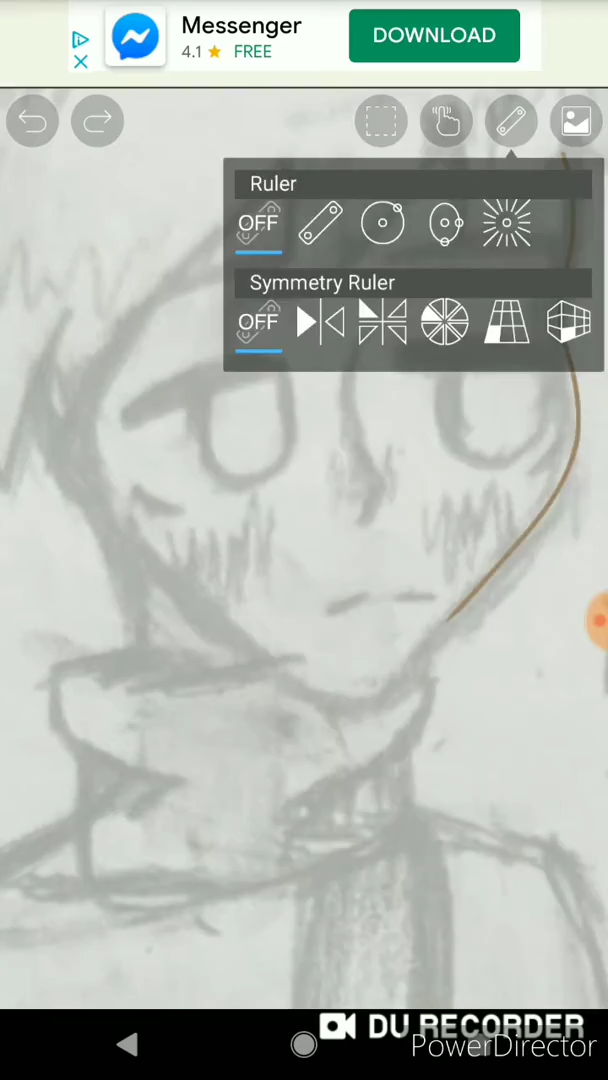 Messenger
4.1 FREE
DOWNLOAD
Ruler
OFF
Symmetry Ruler
OFF
DU RECORDER
PowerDirector